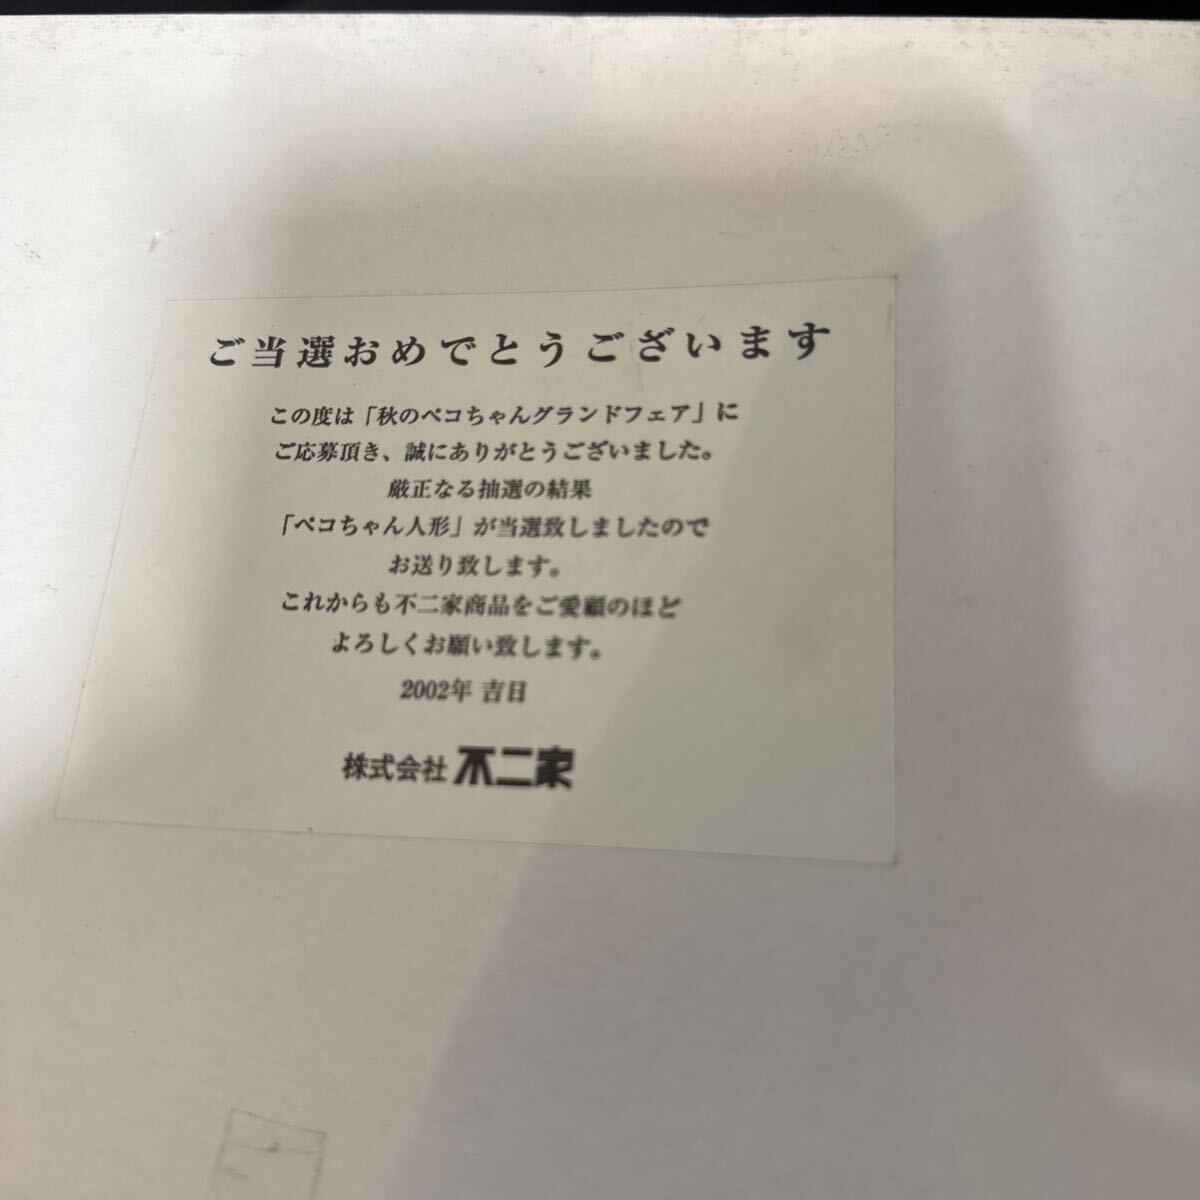 ご当選おめでとうございます
この度は「秋のペコちゃんグランドフェア」に
ご応募頂き、誠にありがとうございました。
厳正なる抽選の結果
「ペコちゃん人形」が当選致しましたので
お送り致します。
これからも不二家商品をご愛顧のほど
よろしくお願い致します。
2002年 吉日
株式会社 不二家